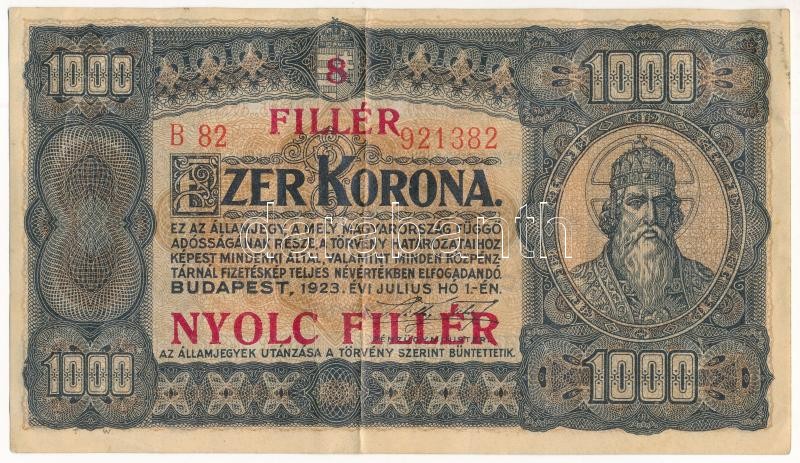 1000
1000
8
FILLÉR
B 82
921382
EZER KORONA.
EZ AZ ÁLLAMJEGY, A MELY MAGYARORSZÁG FÜGGŐ
ADÓSSÁGÁNAK RÉSZE A TÖRVÉNY HATÁROZATAIHOZ
KÉPEST MINDENKI ÁLTAL, VALAMINT MINDEN KÖZPÉNZ-
TÁRNÁL FIZETÉSKÉP TELJES NÉVÉRTÉKBEN ELFOGADANDÓ.
BUDAPEST, 1923. ÉVI JULIUS HÓ 1.-ÉN.
NYOLC FILLÉR
PÉNZÜGYMINISTER.
AZ ÁLLAMJEGYEK UTÁNZÁSA A TÖRVÉNY SZERINT BÜNTETTETIK.
1000
1000
darabanth